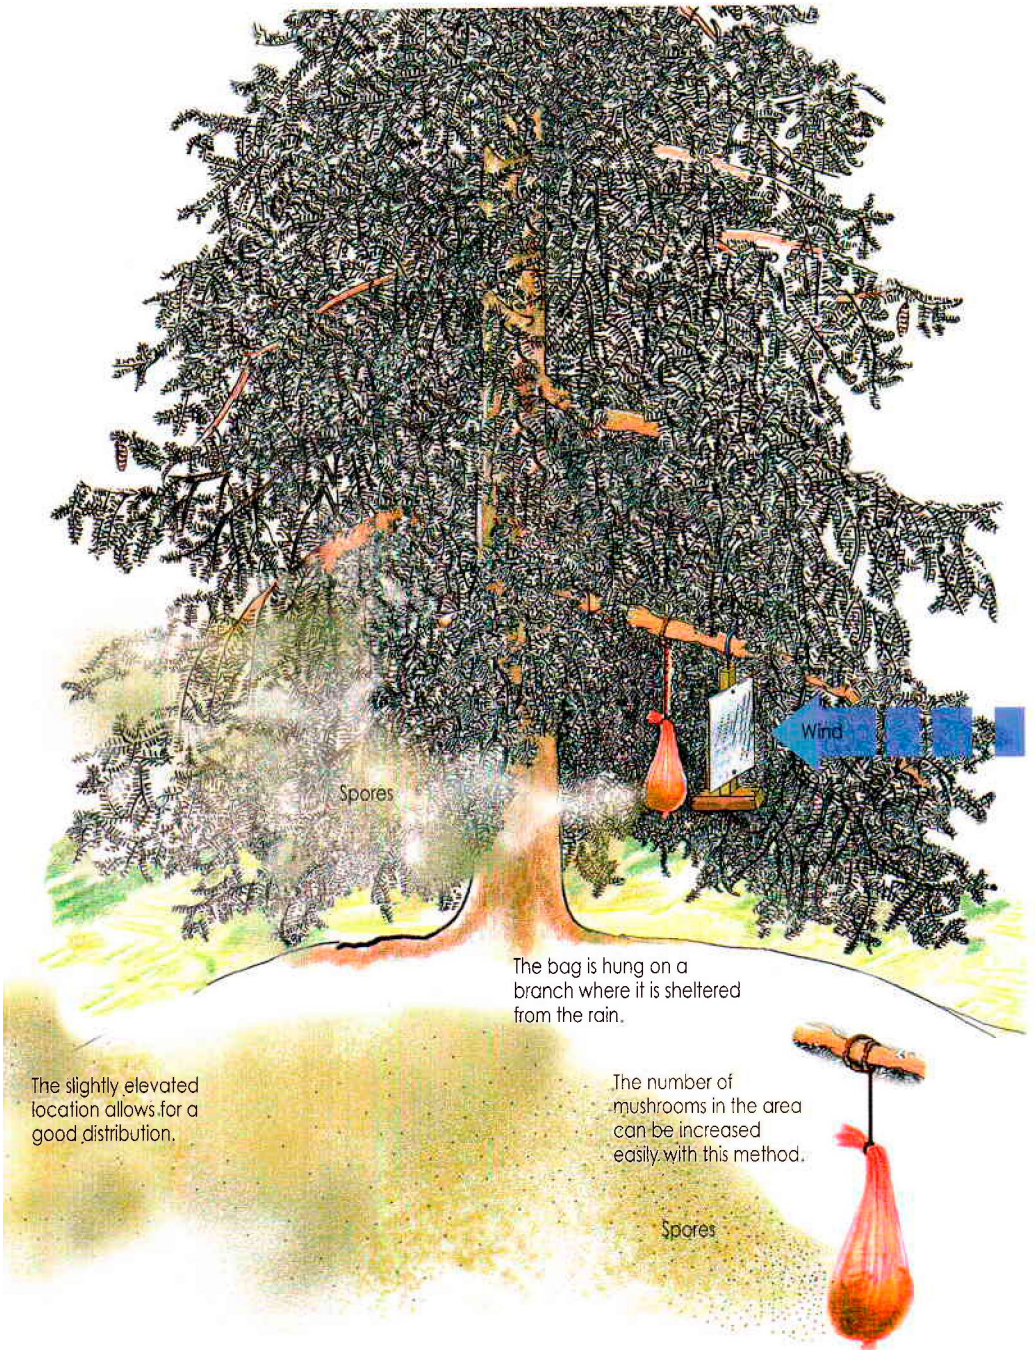 Wind
Spores
The bag is hung on a
branch where it is sheltered
from the rain.
The slightly elevated
location allows for a
good distribution.
The number of
mushrooms in the area
can be increased
easily with this method.
Spores